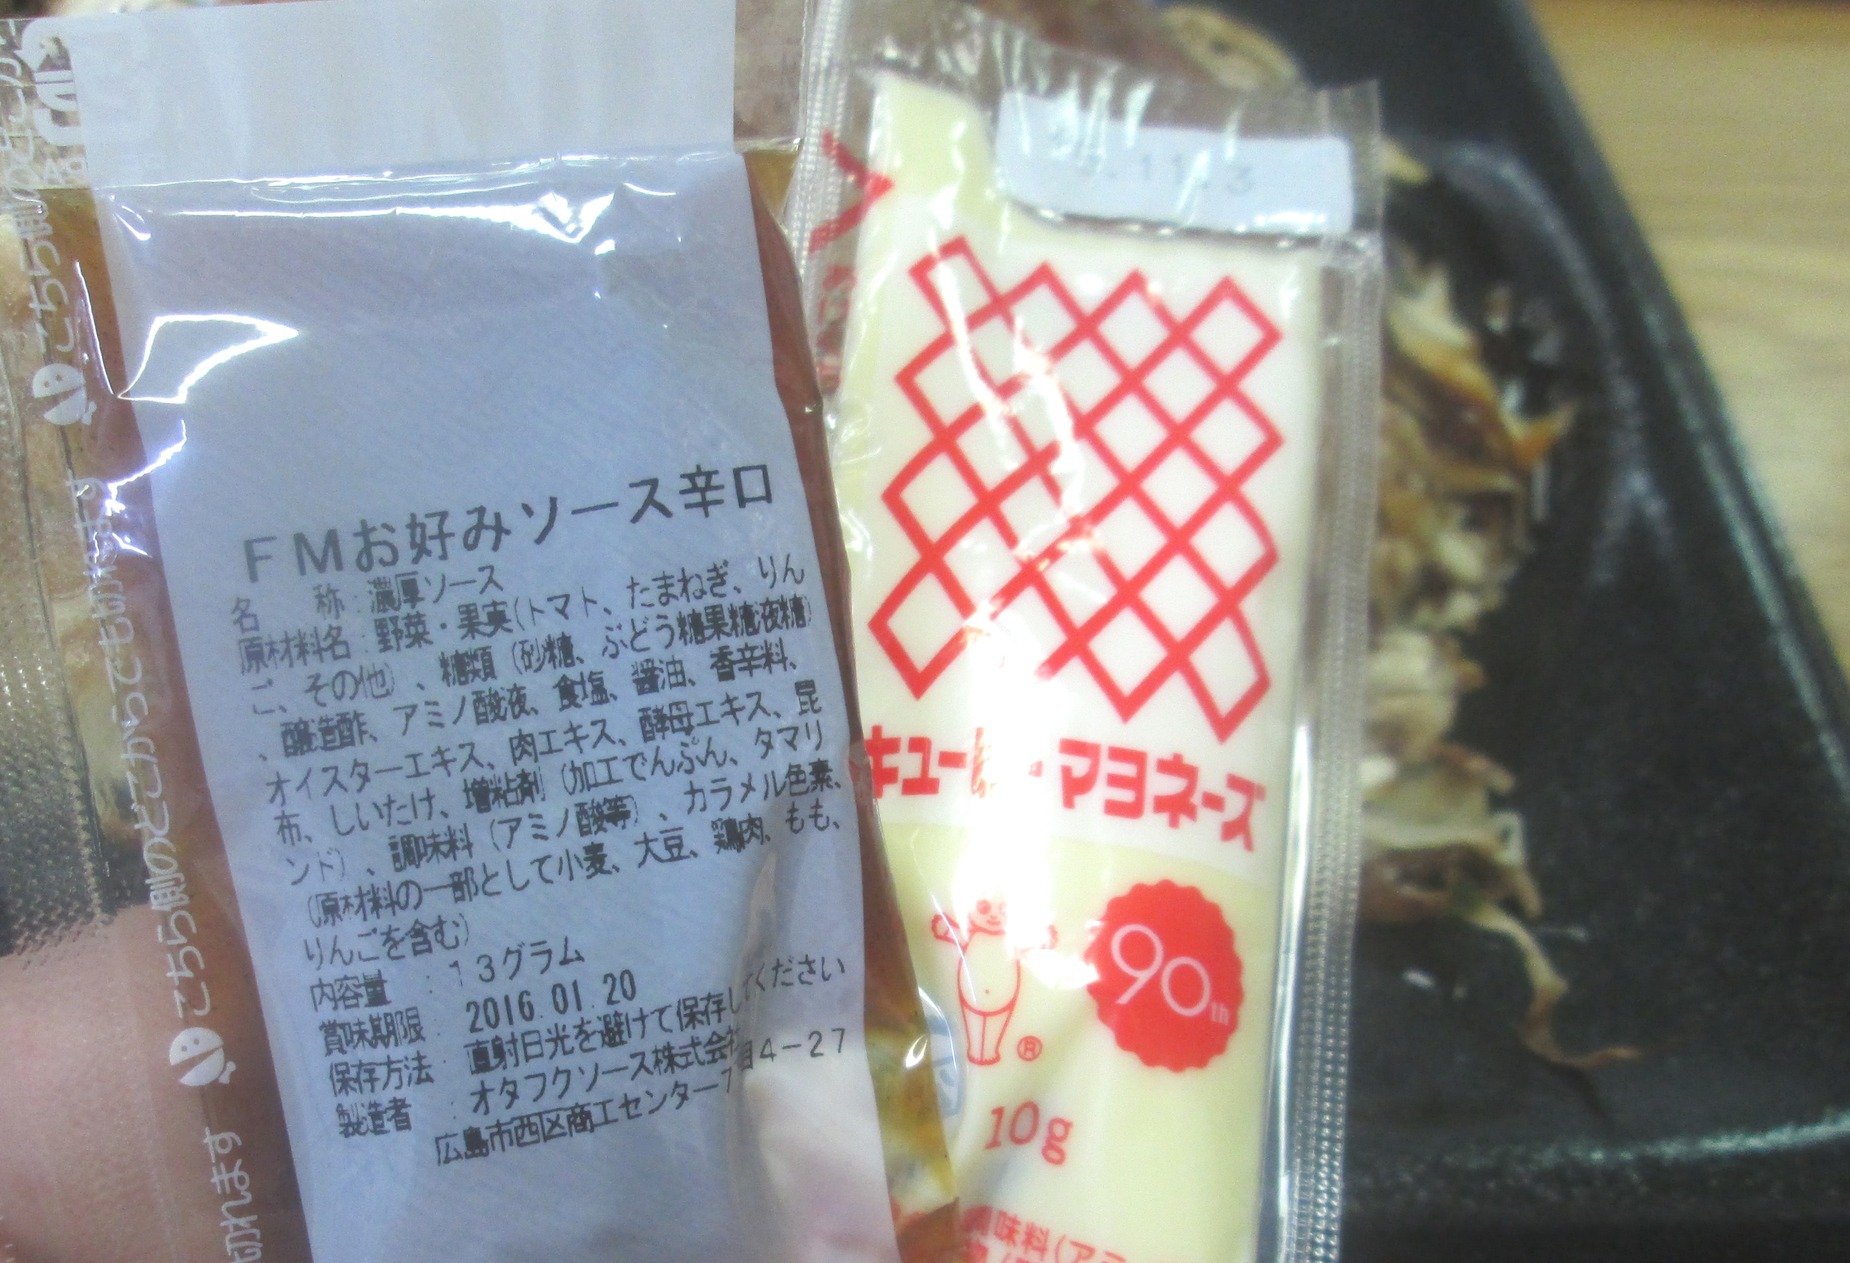 FMお好みソース辛口
名 称：濃厚ソース
原材料名：野菜・果実（トマト、たまねぎ、りん
ご、その他）、糖類（砂糖、ぶどう糖果糖液糖）
、醸造酢、アミノ酸液、食塩、醤油、香辛料、
オイスターエキス、肉エキス、酵母エキス、昆
布、しいたけ、増粘剤（加工でんぷん、タマリ
ンド）、調味料（アミノ酸等）、カラメル色素、
（原材料の一部として小麦、大豆、鶏肉、もも、
りんごを含む）
内容量：13グラム
賞味期限：2016.01.20
保存方法：直射日光を避けて保存してください
製造者：オタフクソース株式会社
広島市西区商工センター7 目4-27
こちら側のどこからでも切れます
こちら側のどこからでも
切れます
.11.3
キューピーマヨネーズ
90th
®
10g
味料(アミ